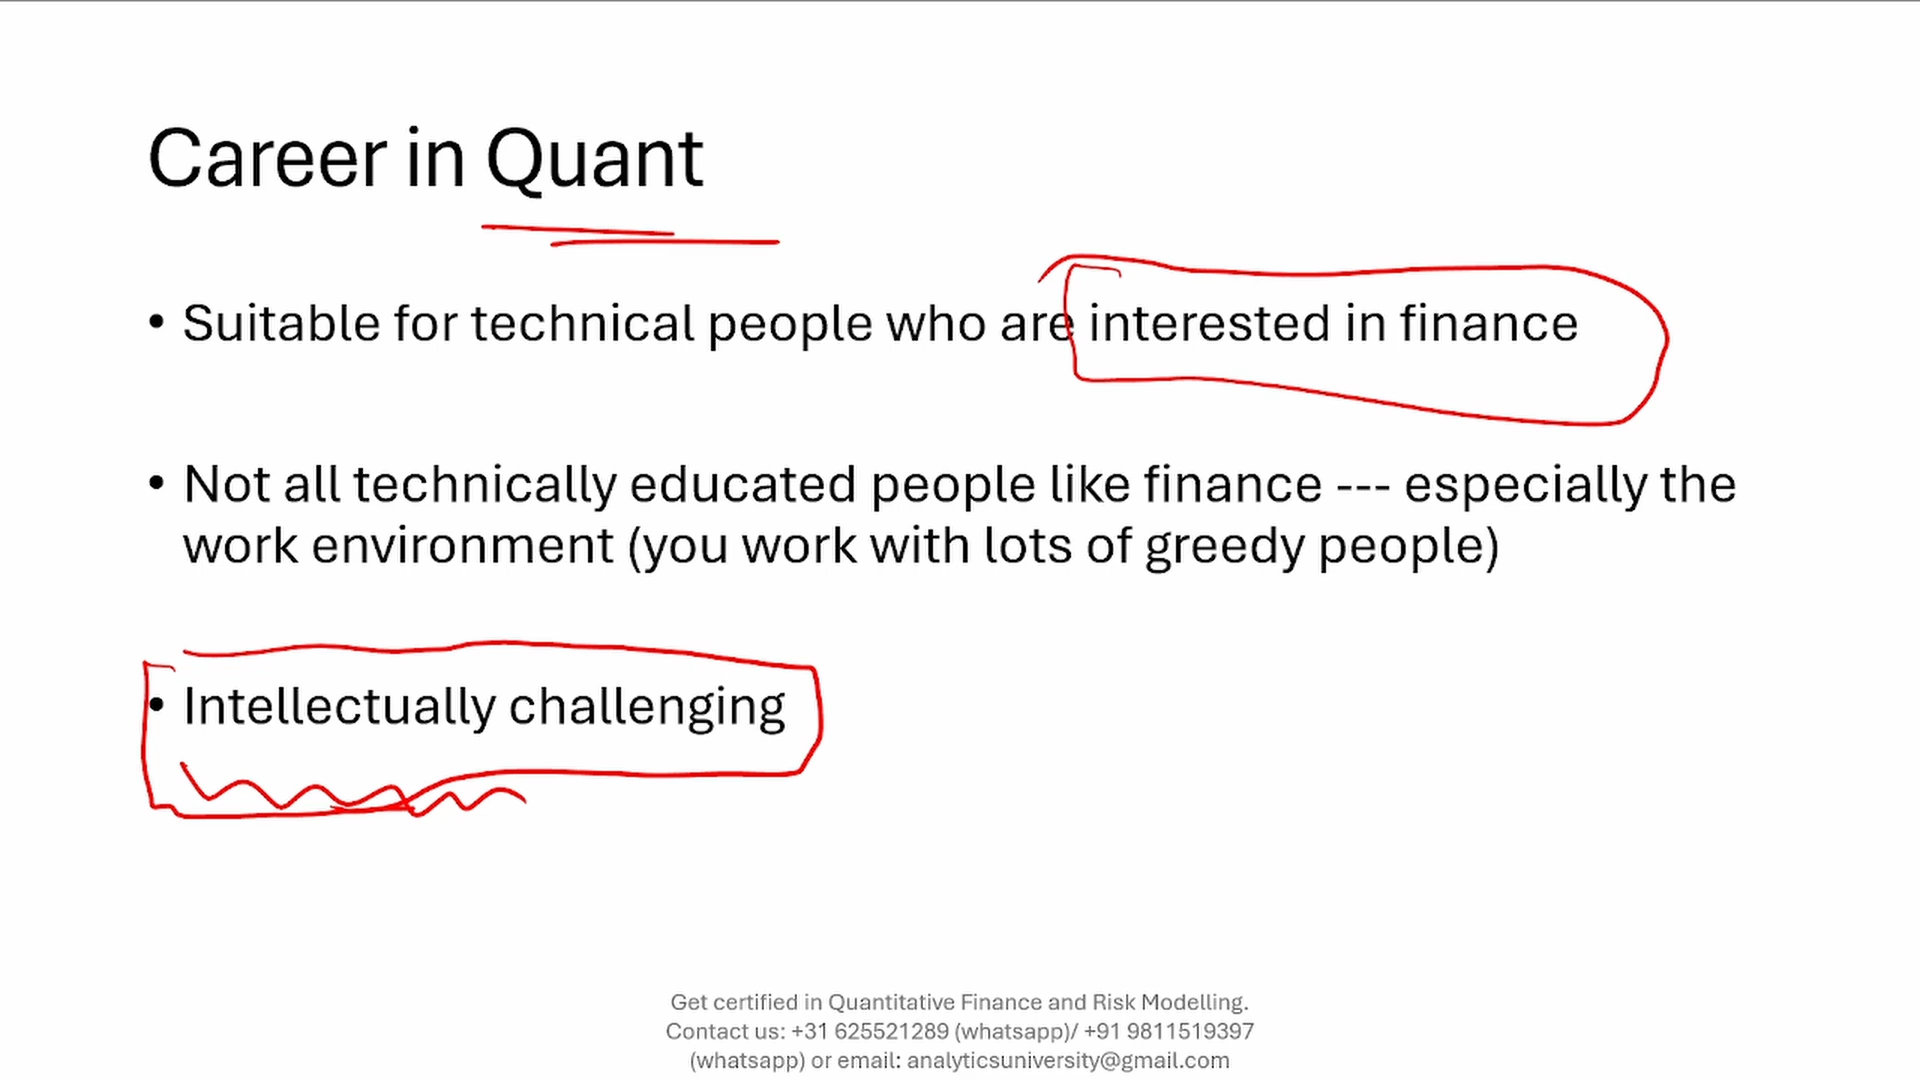 Career in Quant
• Suitable for technical people who are interested in finance
• Not all technically educated people like finance --- especially the
work environment (you work with lots of greedy people)
• Intellectually challenging
Get certified in Quantitative Finance and Risk Modelling.
Contact us: +31 625521289 (whatsapp)/ +91 9811519397
(whatsapp) or email: analyticsuniversity@gmail.com